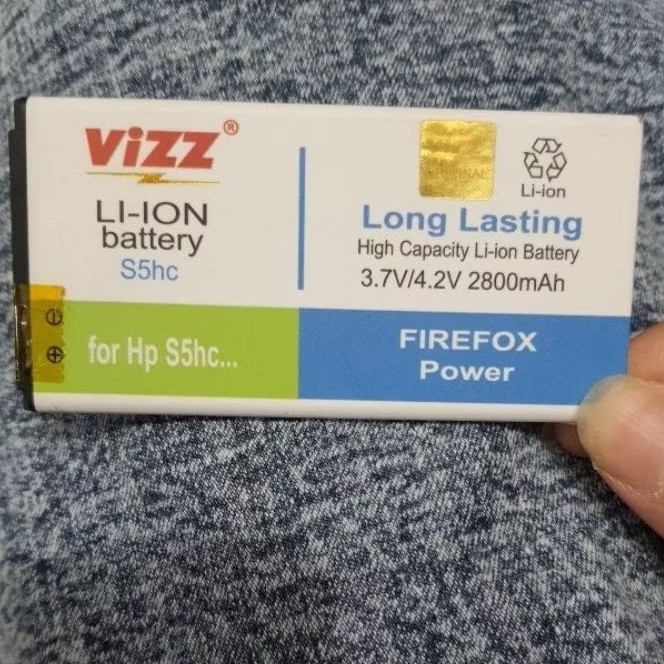 ViZZ®
LI-ION
battery
S5hc
ORIGINAL
Li-ion
Long Lasting
High Capacity Li-ion Battery
3.7V/4.2V 2800mAh
for Hp S5hc...
FIREFOX
Power